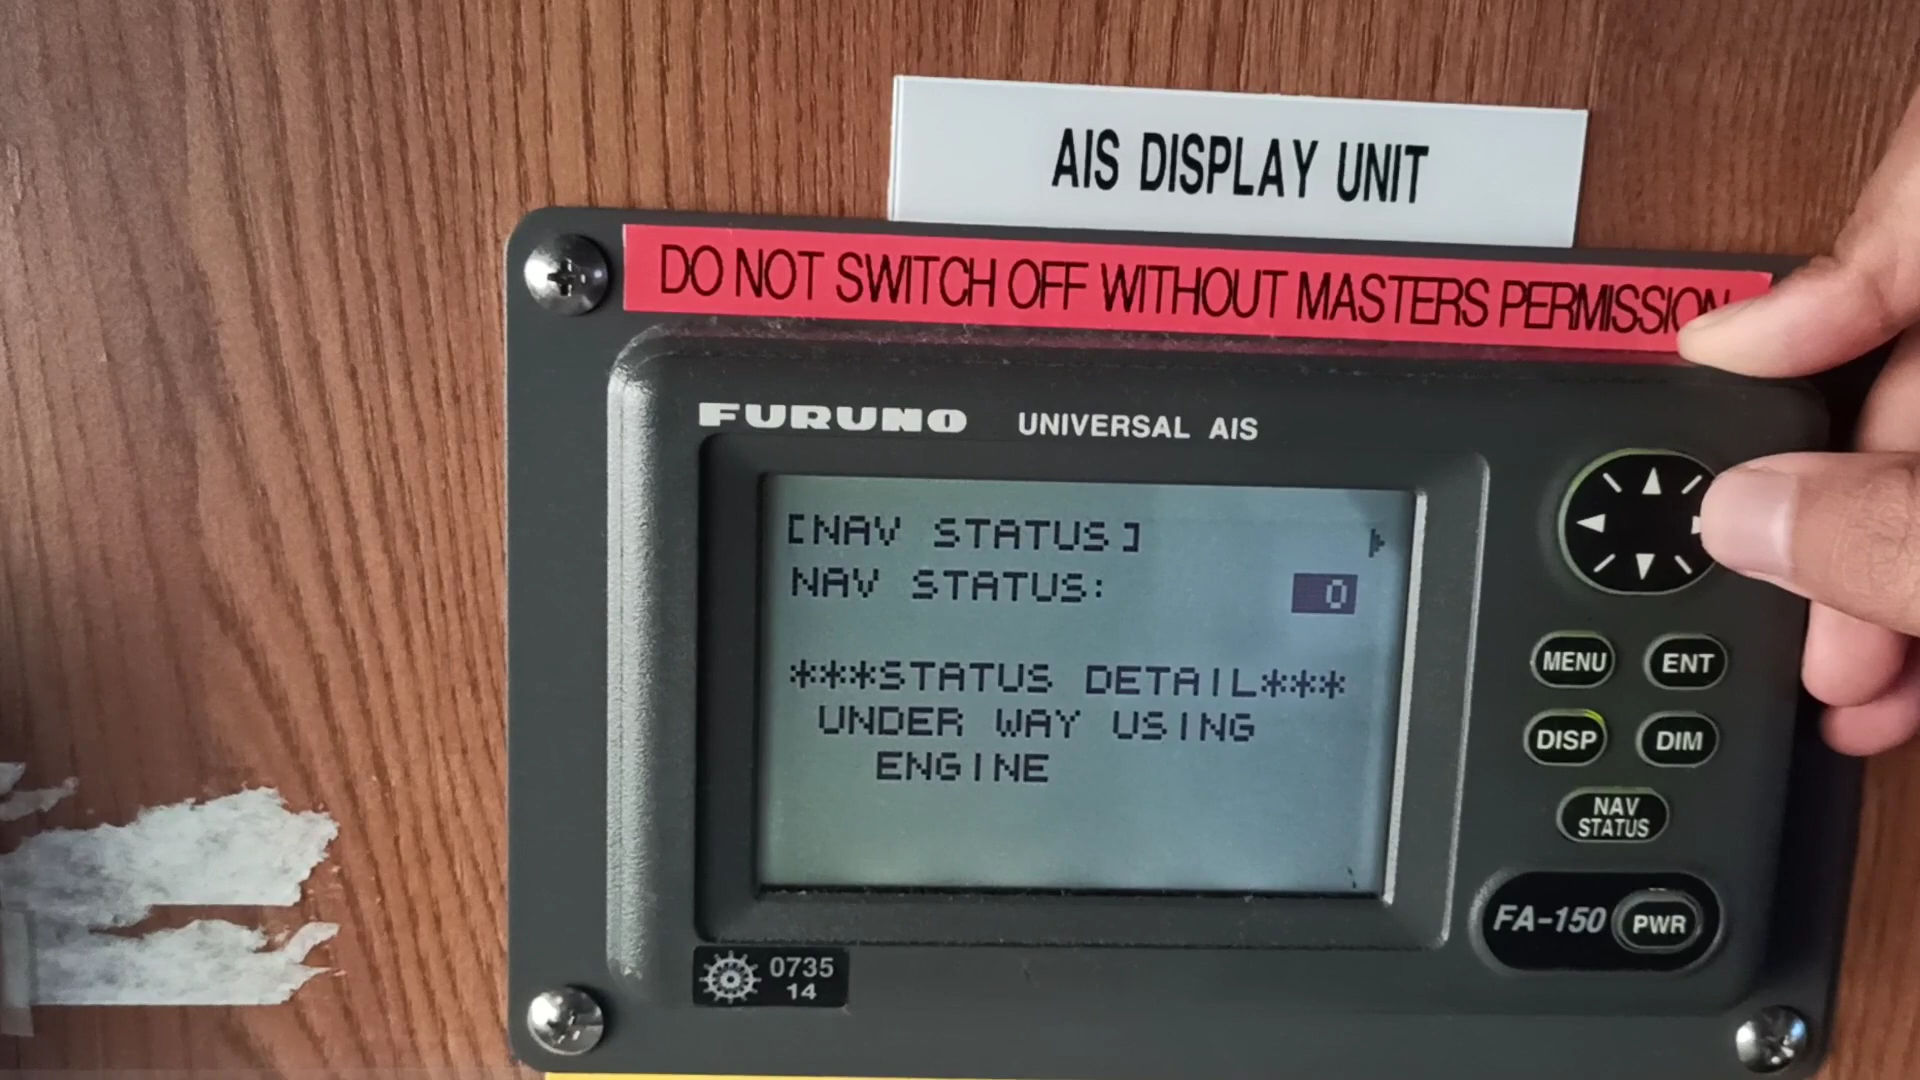 AIS DISPLAY UNIT
DO NOT SWITCH OFF WITHOUT MASTERS PERMISSION
FURUNO UNIVERSAL AIS
[NAV STATUS]
NAV STATUS: 0
***STATUS DETAIL***
UNDER WAY USING
ENGINE
MENU ENT
DISP DIM
NAV
STATUS
FA-150 PWR
0735
14